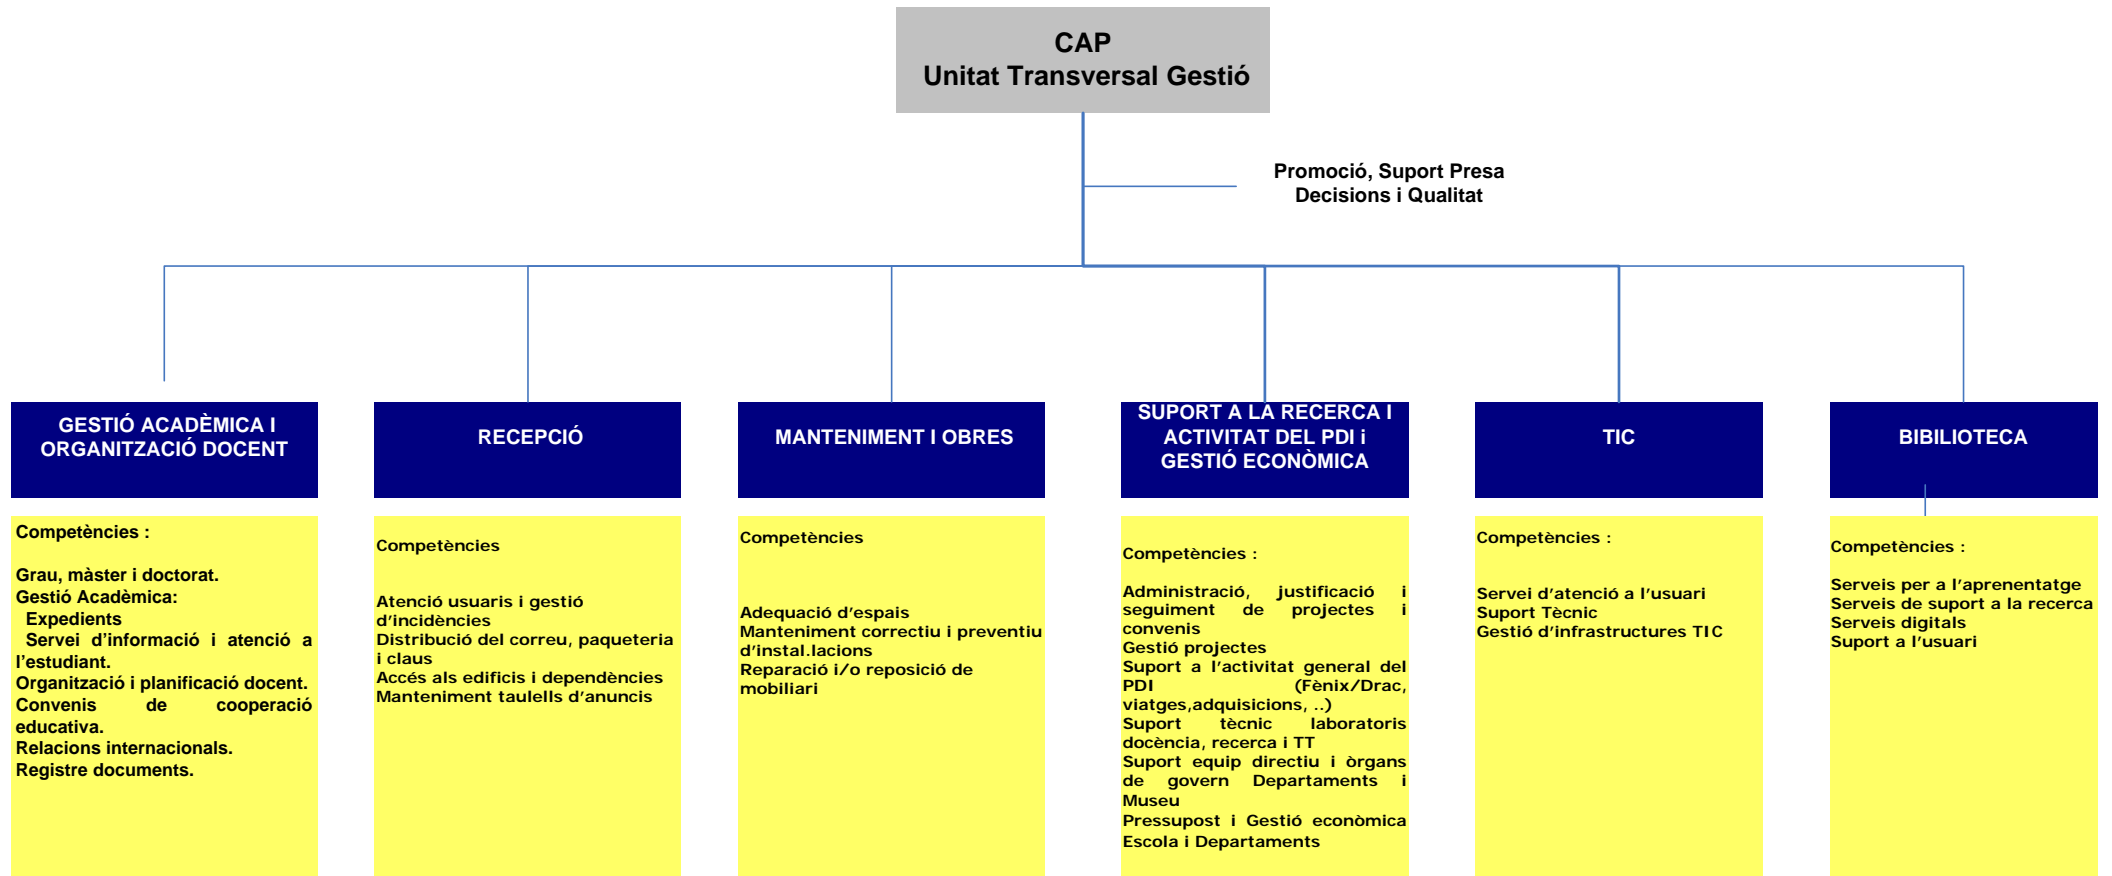 CAP
Unitat Transversal Gestió
Promoció, Suport Presa
Decisions i Qualitat
GESTIÓ ACADÈMICA I
ORGANITZACIÓ DOCENT
RECEPCIÓ
MANTENIMENT I OBRES
SUPORT A LA RECERCA I
ACTIVITAT DEL PDI i
GESTIÓ ECONÒMICA
TIC
BIBILIOTECA
Competències :
Grau, màster i doctorat.
Gestió Acadèmica:
Expedients
Servei d'informació i atenció a
l'estudiant.
Organització i planificació docent.
Convenis de cooperació
educativa.
Relacions internacionals.
Registre documents.
Competències
Atenció usuaris i gestió
d'incidències
Distribució del correu, paqueteria
i claus
Accés als edificis i dependències
Manteniment taulells d'anuncis
Competències
Adequació d'espais
Manteniment correctiu i preventiu
d'instal.lacions
Reparació i/o reposició de
mobiliari
Competències :
Administració, justificació i
seguiment de projectes i
convenis
Gestió projectes
Suport a l'activitat general del
PDI (Fènix/Drac,
viatges,adquisicions, ..)
Suport tècnic laboratoris
docència, recerca i TT
Suport equip directiu i òrgans
de govern Departaments i
Museu
Pressupost i Gestió econòmica
Escola i Departaments
Competències :
Servei d'atenció a l'usuari
Suport Tècnic
Gestió d'infrastructures TIC
Competències :
Serveis per a l'aprenentatge
Serveis de suport a la recerca
Serveis digitals
Suport a l'usuari